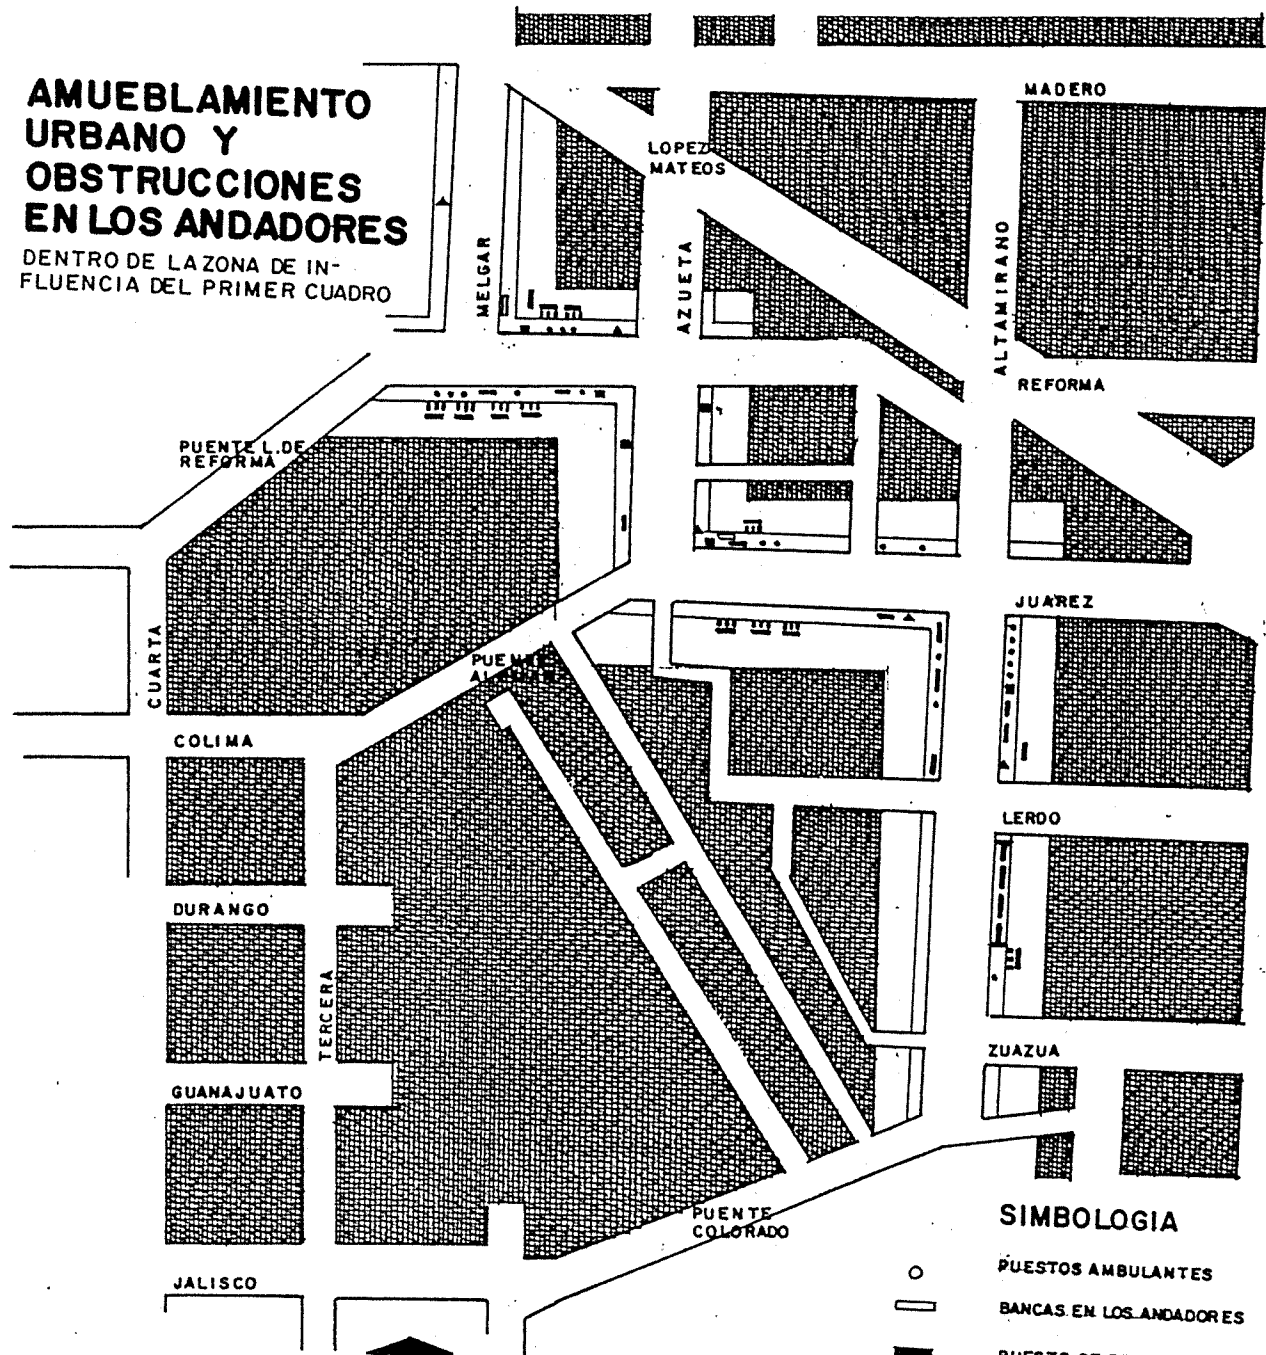 AMUEBLAMIENTO
URBANO Y
OBSTRUCCIONES
EN LOS ANDADORES
DENTRO DE LA ZONA DE IN-
FLUENCIA DEL PRIMER CUADRO
MADERO
LOPEZ
MATEOS
MELGAR
AZUETA
ALTAMIRANO
REFORMA
PUENTE L. DE
REFORMA
JUAREZ
CUARTA
PUENTE
COLIMA
LERDO
DURANGO
TERCERA
ZUAZUA
GUANAJUATO
PUENTE
COLORADO
SIMBOLOGIA
PUESTOS AMBULANTES
JALISCO
BANCAS EN LOS ANDADORES